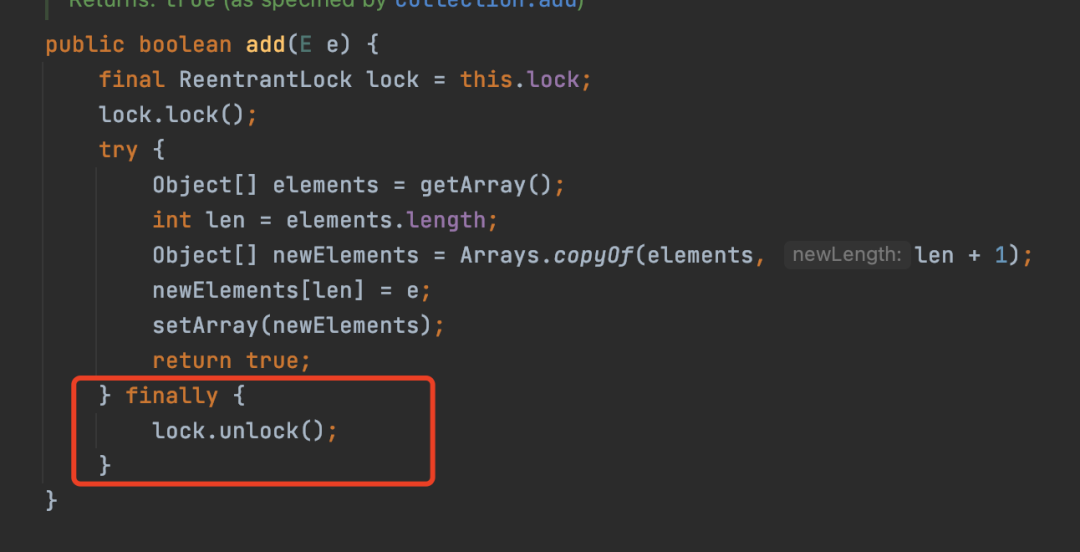 Returns: true (as specified by Collection.add)
public boolean add(E e) {
    final ReentrantLock lock = this.lock;
    lock.lock();
    try {
        Object[] elements = getArray();
        int len = elements.length;
        Object[] newElements = Arrays.copyOf(elements, newLength: len + 1);
        newElements[len] = e;
        setArray(newElements);
        return true;
    } finally {
        lock.unlock();
    }
}